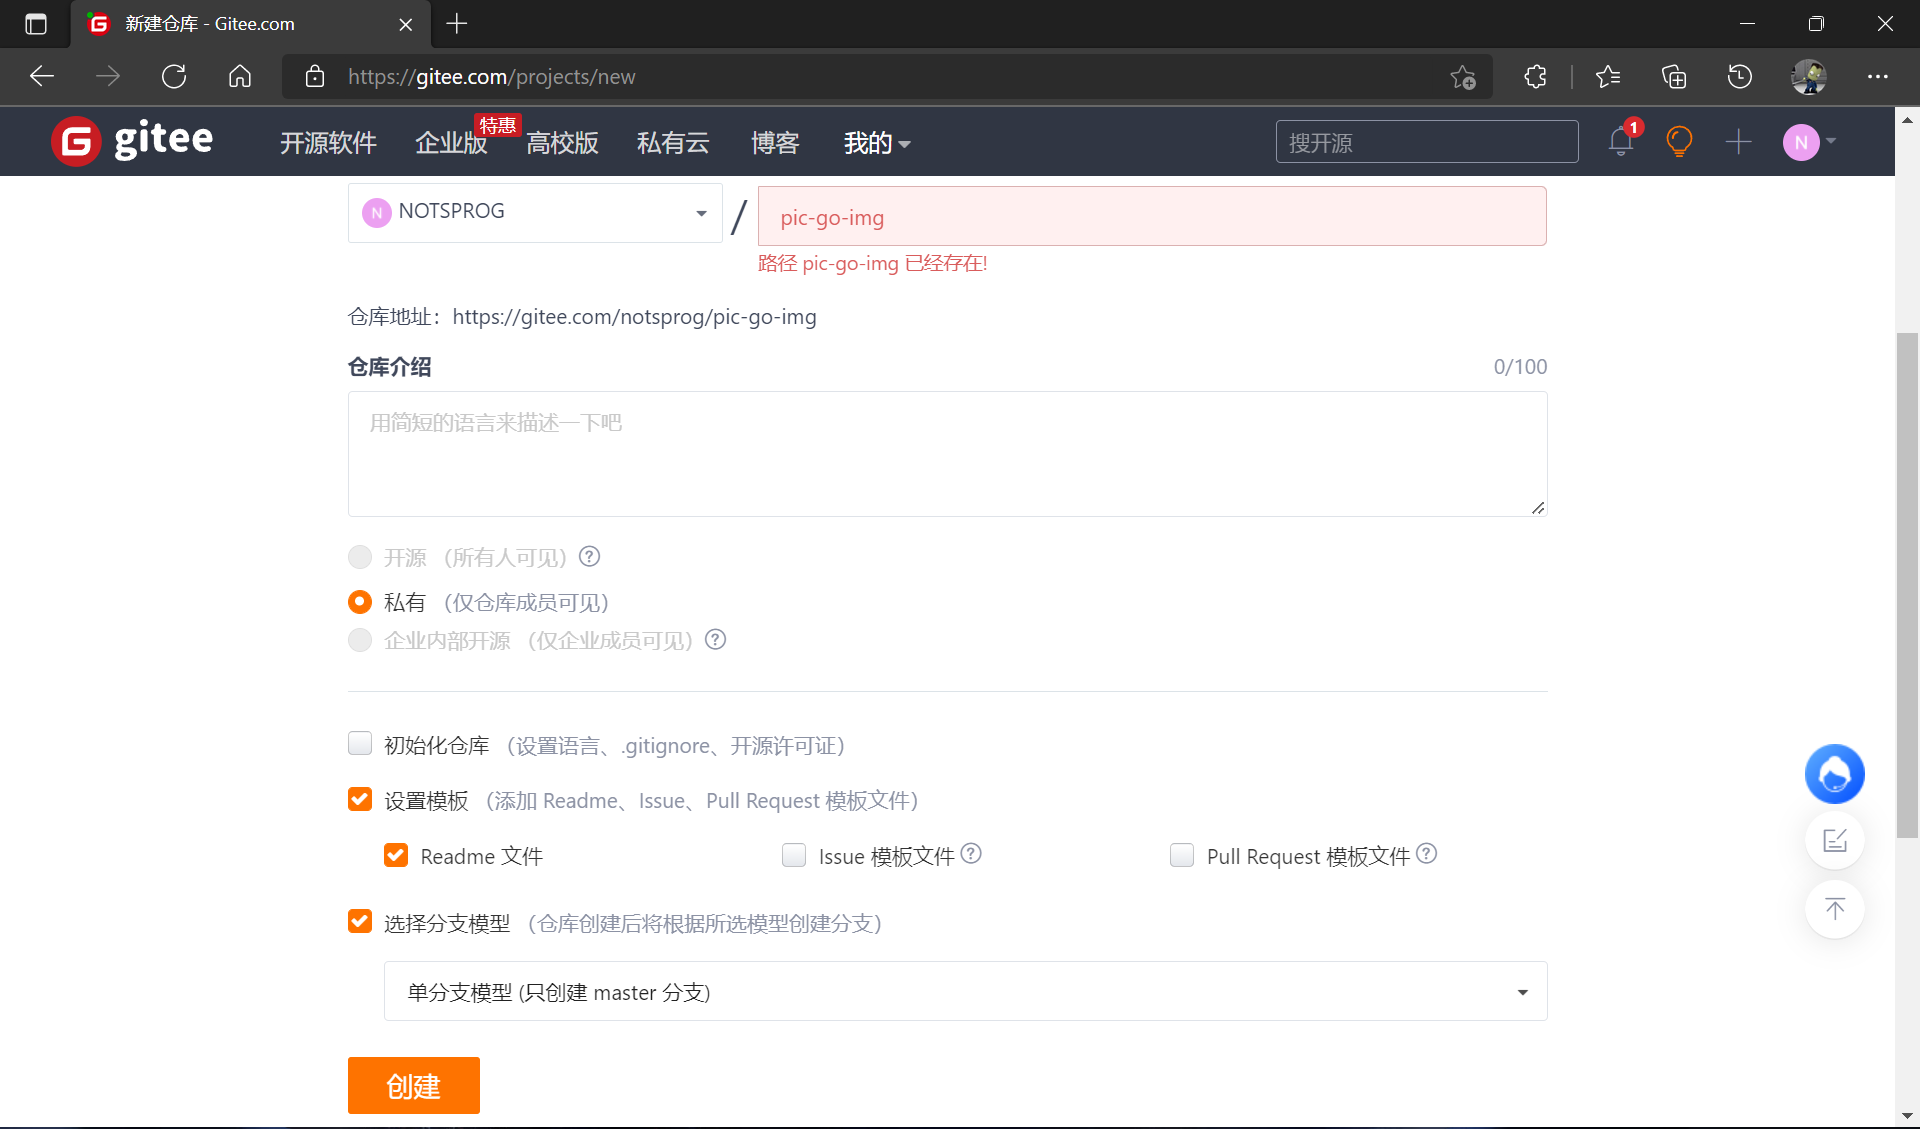 新建仓库 - Gitee.com
https://gitee.com/projects/new
gitee 开源软件 企业版 特惠 高校版 私有云 博客 我的 搜开源 1 N
N NOTSPROG / pic-go-img
路径 pic-go-img 已经存在!
仓库地址：https://gitee.com/notsprog/pic-go-img
仓库介绍 0/100
用简短的语言来描述一下吧
开源 （所有人可见） ?
私有 （仅仓库成员可见）
企业内部开源 （仅企业成员可见） ?
初始化仓库 （设置语言、.gitignore、开源许可证）
设置模板 （添加 Readme、Issue、Pull Request 模板文件）
Readme 文件 Issue 模板文件 ? Pull Request 模板文件 ?
选择分支模型 （仓库创建后将根据所选模型创建分支）
单分支模型 (只创建 master 分支)
创建